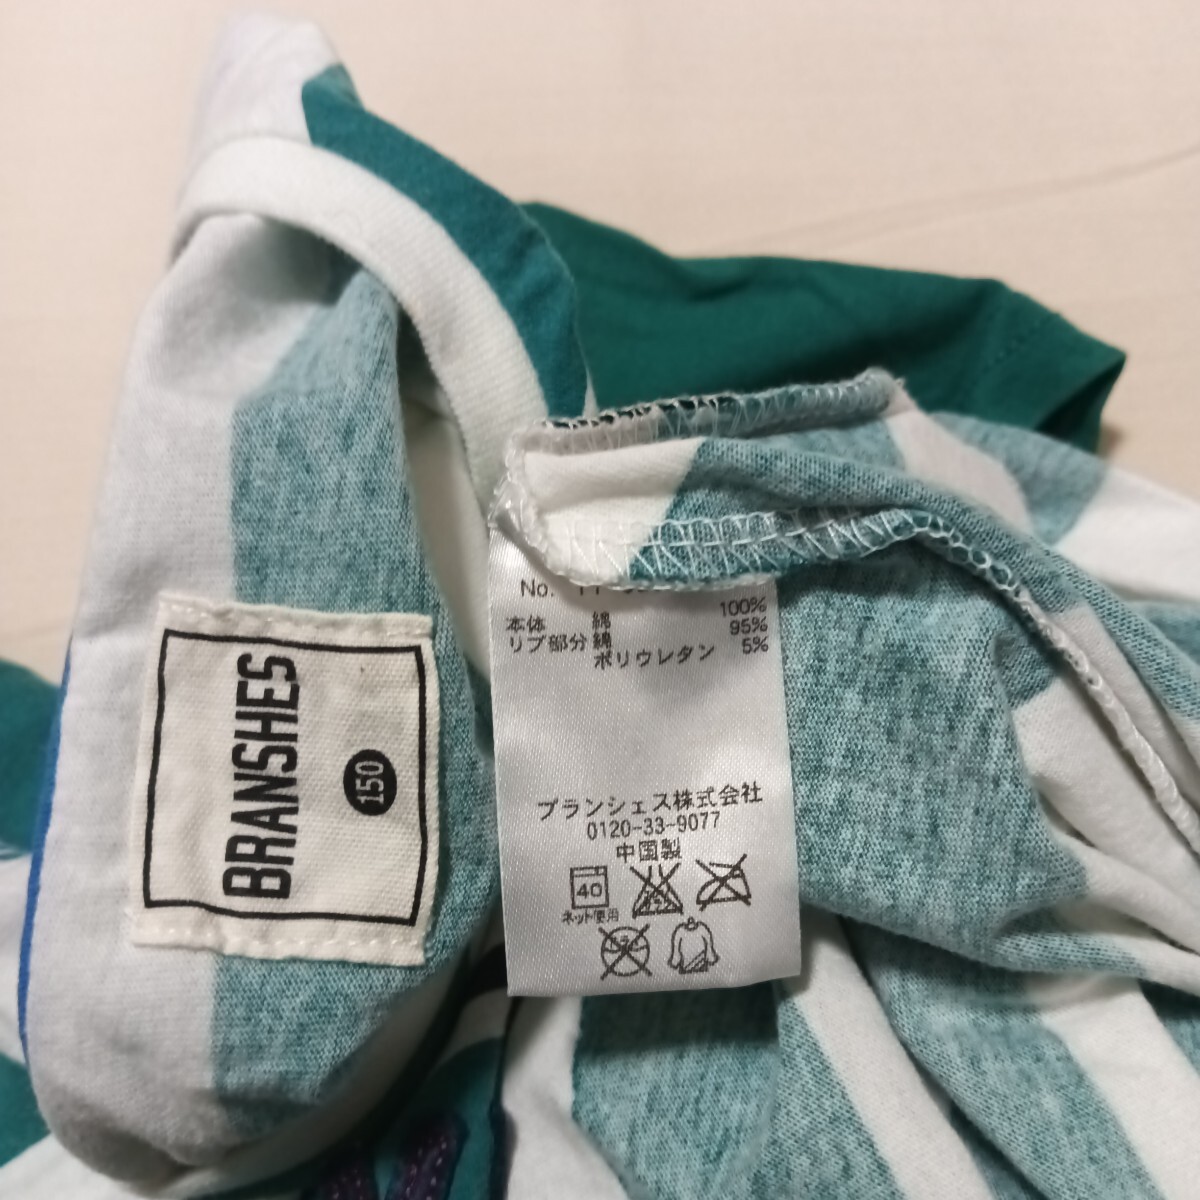 BRANSHES
150
No.
本体 綿 100%
リブ部分 綿 95%
ポリウレタン 5%
ブランシェス株式会社
0120-33-9077
中国製
40
ネット使用